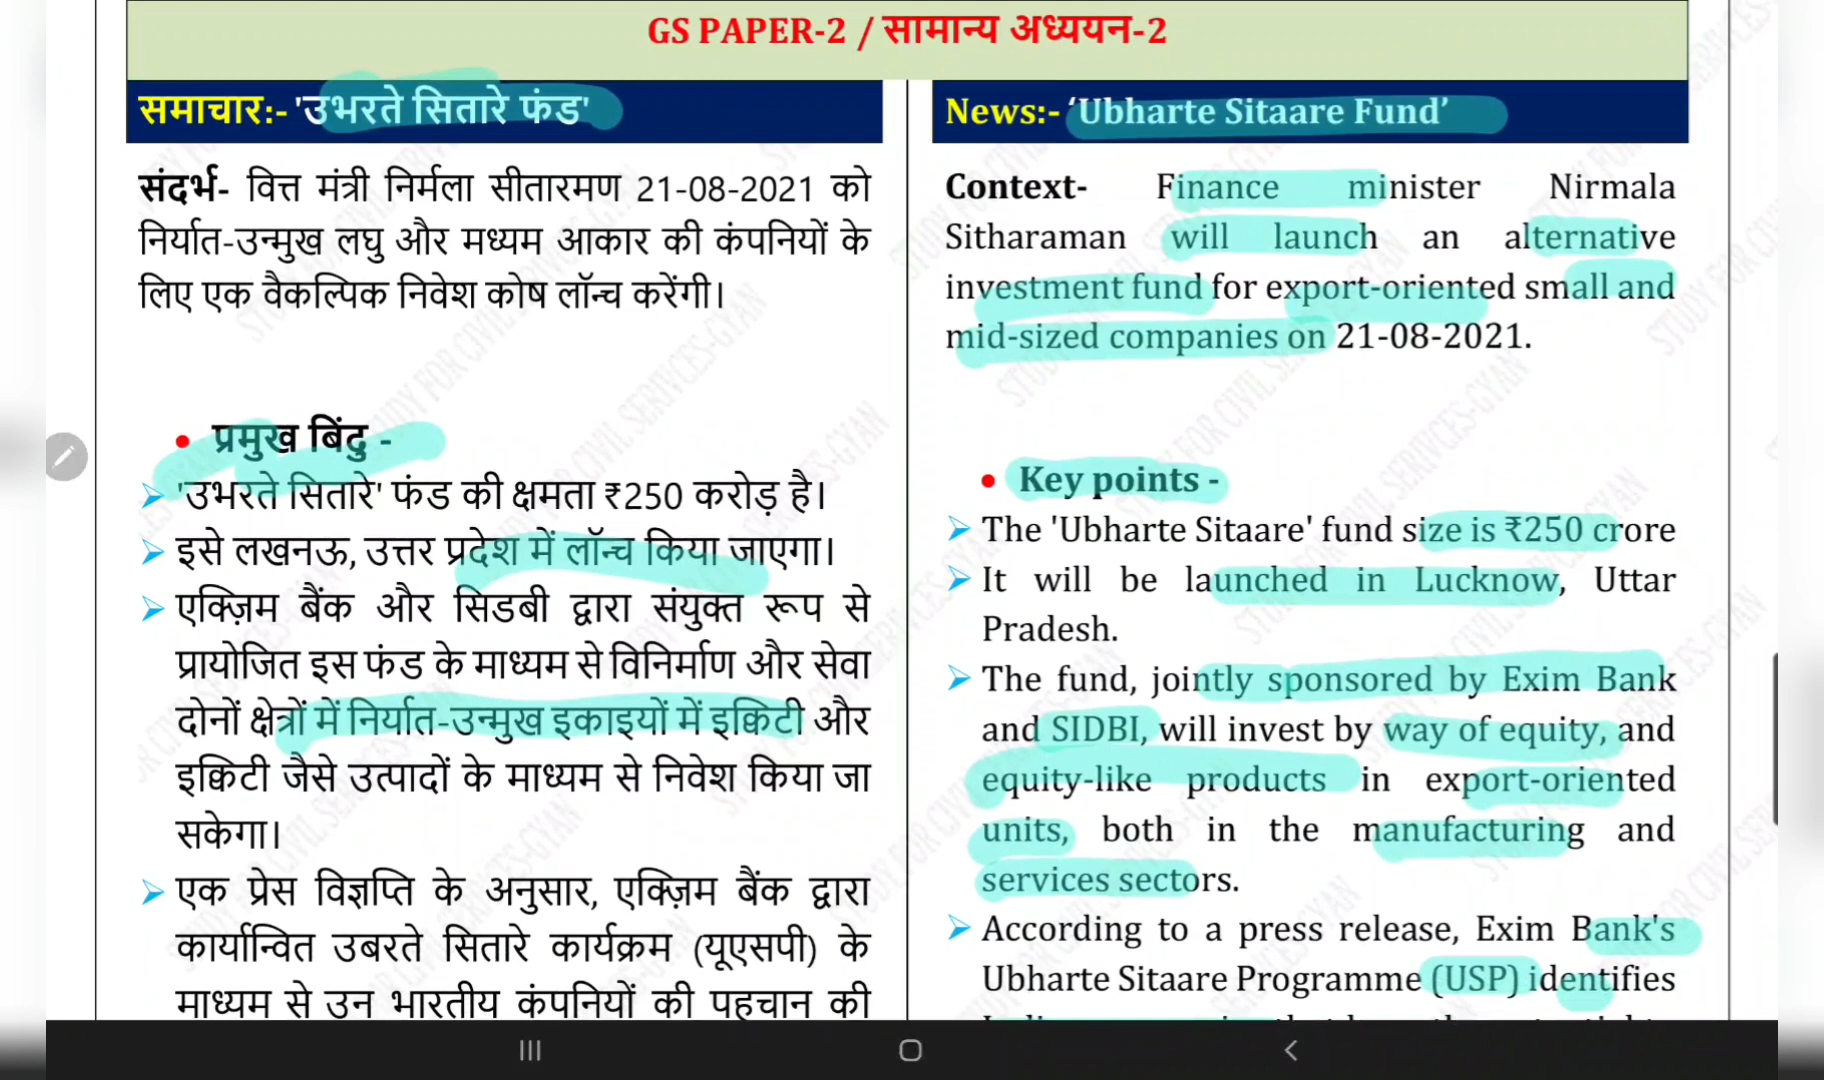 GS PAPER-2 / सामान्य अध्ययन-2
समाचार:- 'उभरते सितारे फंड'
संदर्भ- वित्त मंत्री निर्मला सीतारमण 21-08-2021 को
निर्यात-उन्मुख लघु और मध्यम आकार की कंपनियों के
लिए एक वैकल्पिक निवेश कोष लॉन्च करेंगी।
• प्रमुख बिंदु -
➢ 'उभरते सितारे' फंड की क्षमता ₹250 करोड़ है।
➢ इसे लखनऊ, उत्तर प्रदेश में लॉन्च किया जाएगा।
➢ एक्ज़िम बैंक और सिडबी द्वारा संयुक्त रूप से
प्रायोजित इस फंड के माध्यम से विनिर्माण और सेवा
दोनों क्षेत्रों में निर्यात-उन्मुख इकाइयों में इक्विटी और
इक्विटी जैसे उत्पादों के माध्यम से निवेश किया जा
सकेगा।
➢ एक प्रेस विज्ञप्ति के अनुसार, एक्ज़िम बैंक द्वारा
कार्यान्वित उबरते सितारे कार्यक्रम (यूएसपी) के
माध्यम से उन भारतीय कंपनियों की पहचान की
News:- ‘Ubharte Sitaare Fund’
Context- Finance minister Nirmala
Sitharaman will launch an alternative
investment fund for export-oriented small and
mid-sized companies on 21-08-2021.
• Key points -
➢ The 'Ubharte Sitaare' fund size is ₹250 crore
➢ It will be launched in Lucknow, Uttar
Pradesh.
➢ The fund, jointly sponsored by Exim Bank
and SIDBI, will invest by way of equity, and
equity-like products in export-oriented
units, both in the manufacturing and
services sectors.
➢ According to a press release, Exim Bank's
Ubharte Sitaare Programme (USP) identifies